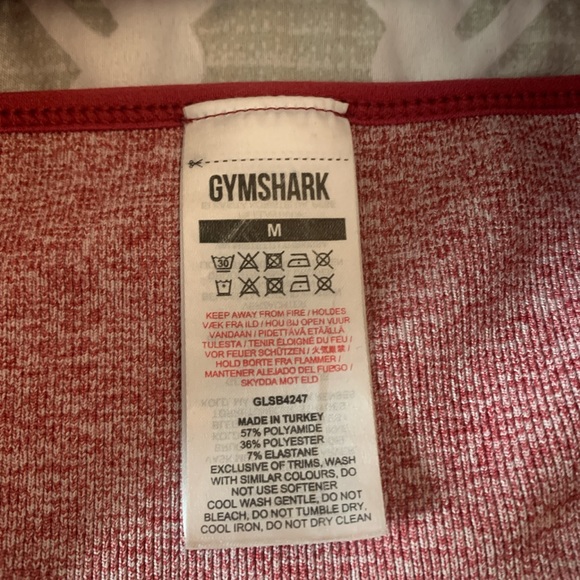 GYMSHARK
M
30
KEEP AWAY FROM FIRE / HOLDES
VÆK FRA ILD / HOU BIJ OPEN VUUR
VANDAAN / PIDETTÄVÄ ETÄÄLLÄ
TULESTA / TENIR ELOIGNÉ DU FEU /
VOR FEUER SCHÜTZEN / 火気厳禁 /
HOLD BORTE FRA FLAMMER /
MANTENER ALEJADO DEL FUEGO /
SKYDDA MOT ELD
GLSB4247
MADE IN TURKEY
57% POLYAMIDE
36% POLYESTER
7% ELASTANE
EXCLUSIVE OF TRIMS, WASH
WITH SIMILAR COLOURS, DO
NOT USE SOFTENER
COOL WASH GENTLE, DO NOT
BLEACH, DO NOT TUMBLE DRY,
COOL IRON, DO NOT DRY CLEAN